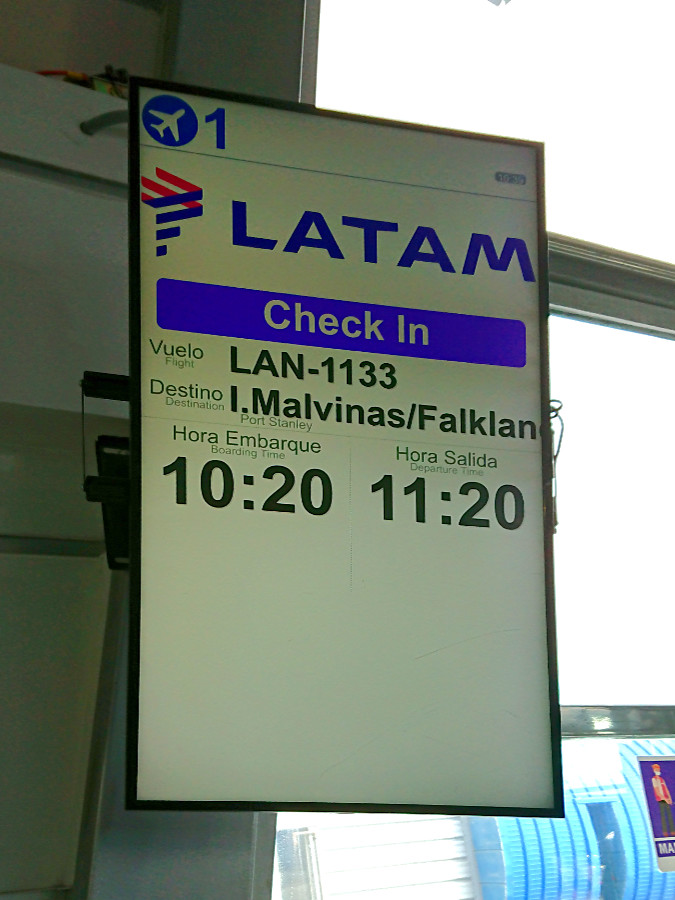 1
LATAM
Check In
Vuelo LAN-1133
Flight
Destino I.Malvinas/Falklan
Destination Port Stanley
Hora Embarque Hora Salida
Boarding Time Departure Time
10:20 11:20
MA